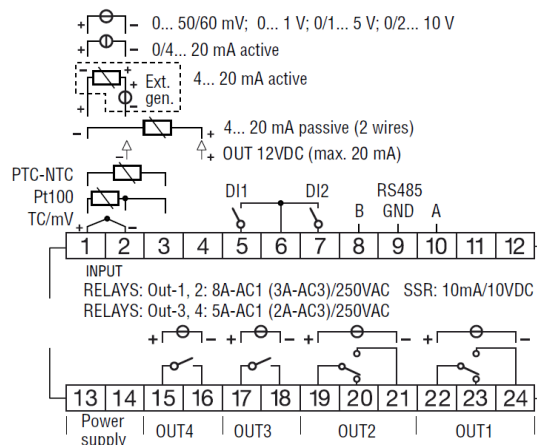 + - 0... 50/60 mV; 0... 1 V; 0/1... 5 V; 0/2... 10 V
+ - 0/4... 20 mA active
- + Ext. gen. + - + 4... 20 mA active
- + 4... 20 mA passive (2 wires)
- + OUT 12VDC (max. 20 mA)
PTC-NTC
Pt100 DI1 DI2 RS485
TC/mV + - B GND A
1 2 3 4 5 6 7 8 9 10 11 12
INPUT
RELAYS: Out-1, 2: 8A-AC1 (3A-AC3)/250VAC SSR: 10mA/10VDC
RELAYS: Out-3, 4: 5A-AC1 (2A-AC3)/250VAC
+ - + - + - + -
13 14 15 16 17 18 19 20 21 22 23 24
Power supply OUT4 OUT3 OUT2 OUT1